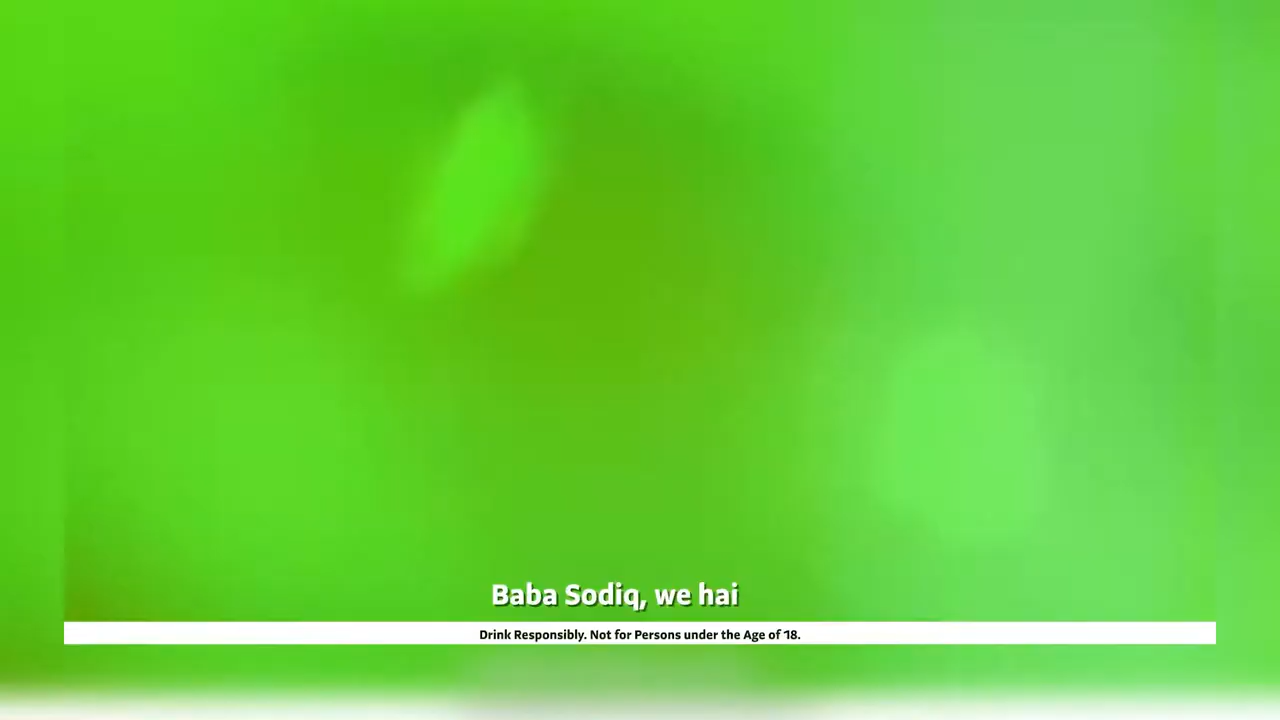 Baba Sodiq, we hai
Drink Responsibly. Not for Persons under the Age of 18.